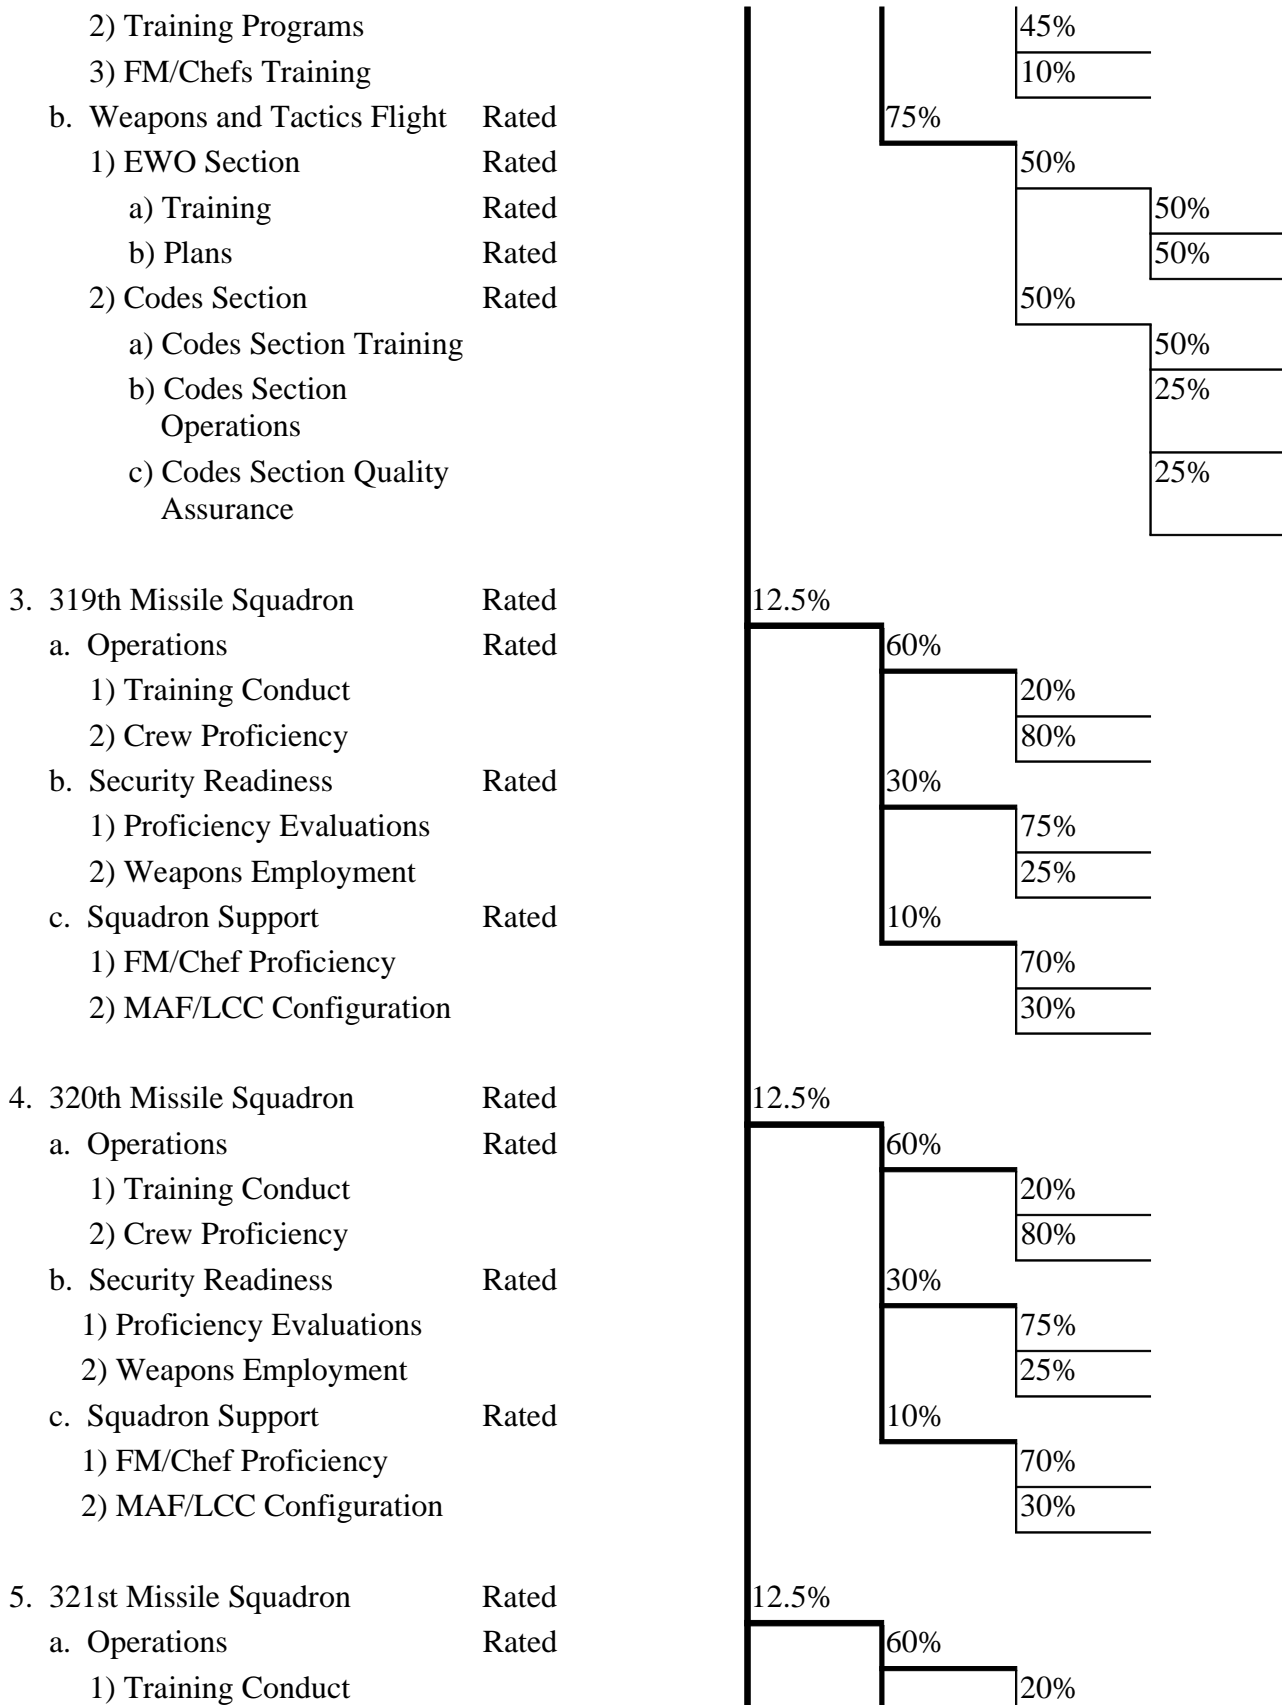 2) Training Programs 45%
3) FM/Chefs Training 10%
b. Weapons and Tactics Flight Rated 75%
1) EWO Section Rated 50%
a) Training Rated 50%
b) Plans Rated 50%
2) Codes Section Rated 50%
a) Codes Section Training 50%
b) Codes Section 25%
Operations
c) Codes Section Quality 25%
Assurance
3. 319th Missile Squadron Rated 12.5%
a. Operations Rated 60%
1) Training Conduct 20%
2) Crew Proficiency 80%
b. Security Readiness Rated 30%
1) Proficiency Evaluations 75%
2) Weapons Employment 25%
c. Squadron Support Rated 10%
1) FM/Chef Proficiency 70%
2) MAF/LCC Configuration 30%
4. 320th Missile Squadron Rated 12.5%
a. Operations Rated 60%
1) Training Conduct 20%
2) Crew Proficiency 80%
b. Security Readiness Rated 30%
1) Proficiency Evaluations 75%
2) Weapons Employment 25%
c. Squadron Support Rated 10%
1) FM/Chef Proficiency 70%
2) MAF/LCC Configuration 30%
5. 321st Missile Squadron Rated 12.5%
a. Operations Rated 60%
1) Training Conduct 20%